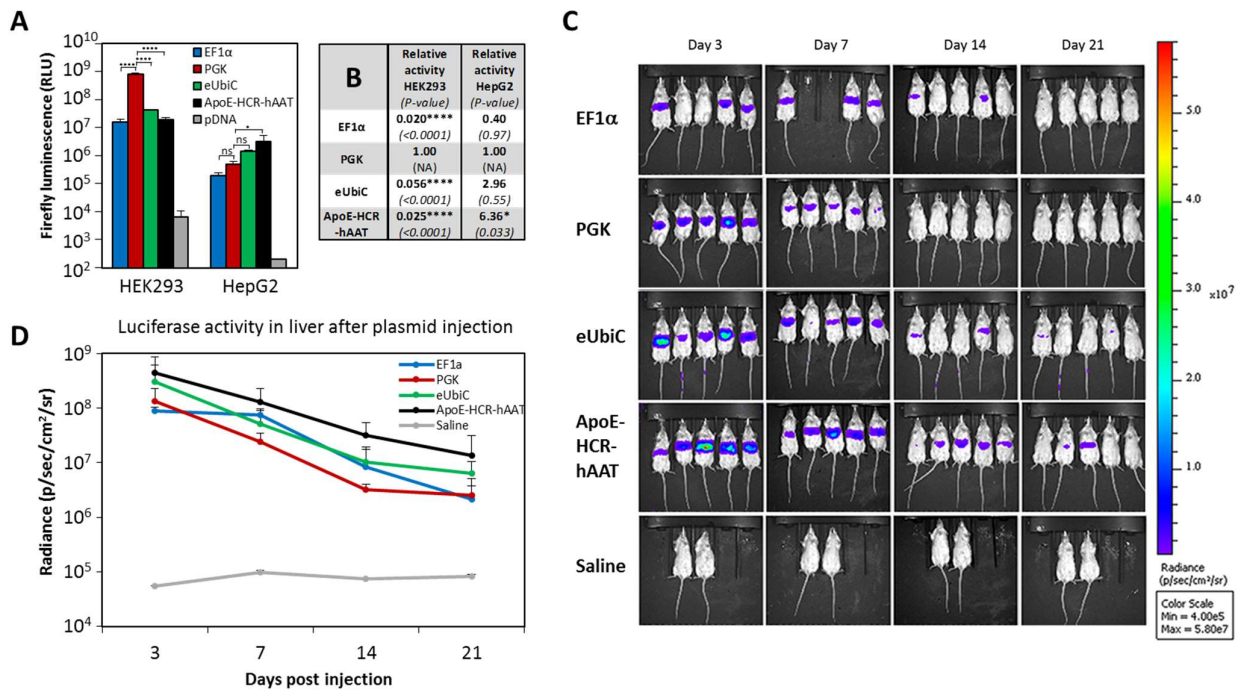 A
10^10
10^9
10^8
10^7
10^6
10^5
10^4
10^3
10^2
Firefly luminescence (RLU)
EF1α
PGK
eUbiC
ApoE-HCR-hAAT
pDNA
****
****
****
ns
ns
*
HEK293
HepG2
B
Relative activity HEK293 (P-value)
Relative activity HepG2 (P-value)
EF1α
0.020**** (<0.0001)
0.40 (0.97)
PGK
1.00 (NA)
1.00 (NA)
eUbiC
0.056**** (<0.0001)
2.96 (0.55)
ApoE-HCR -hAAT
0.025**** (<0.0001)
6.36* (0.033)
C
Day 3
Day 7
Day 14
Day 21
EF1α
PGK
eUbiC
ApoE-
HCR-
hAAT
Saline
5.0
4.0
3.0
x10^7
2.0
1.0
Radiance
(p/sec/cm²/sr)
Color Scale
Min = 4.00e5
Max = 5.80e7
D
Luciferase activity in liver after plasmid injection
EF1a
PGK
eUbiC
ApoE-HCR-hAAT
Saline
10^9
10^8
10^7
10^6
10^5
10^4
Radiance (p/sec/cm²/sr)
3
7
14
21
Days post injection